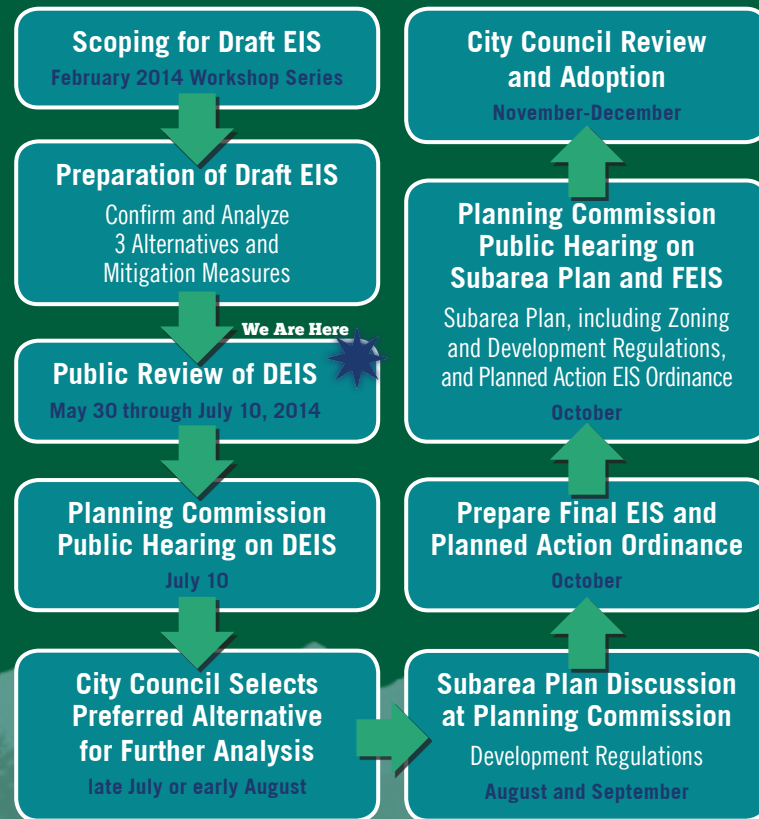 Scoping for Draft EIS
February 2014 Workshop Series
Preparation of Draft EIS
Confirm and Analyze
3 Alternatives and
Mitigation Measures
We Are Here
Public Review of DEIS
May 30 through July 10, 2014
Planning Commission
Public Hearing on DEIS
July 10
City Council Selects
Preferred Alternative
for Further Analysis
late July or early August
Subarea Plan Discussion
at Planning Commission
Development Regulations
August and September
Prepare Final EIS and
Planned Action Ordinance
October
Planning Commission
Public Hearing on
Subarea Plan and FEIS
Subarea Plan, including Zoning
and Development Regulations,
and Planned Action EIS Ordinance
October
City Council Review
and Adoption
November-December